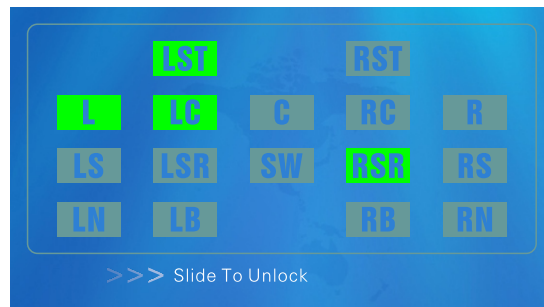 LST RST
L LC C RC R
LS LSR SW RSR RS
LN LB RB RN
>>> Slide To Unlock